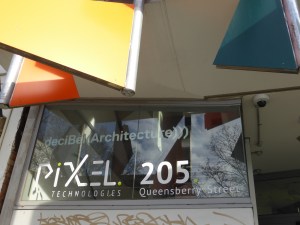 deciBel(Architecture)))
PiXEL. 205
TECHNOLOGIES Queensberry Street